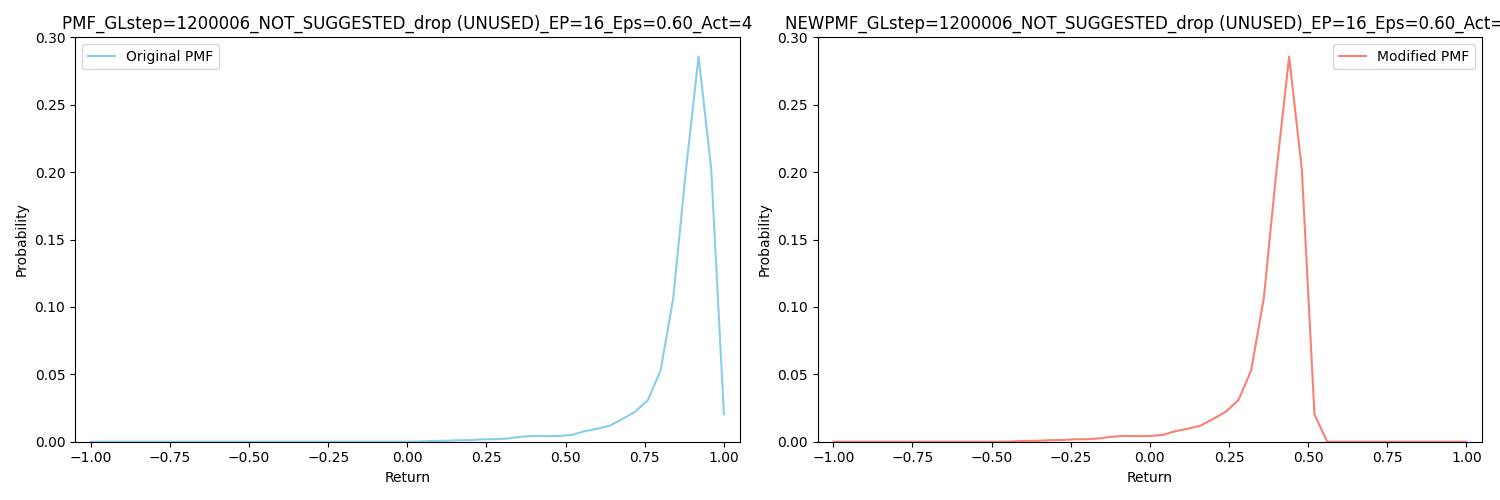 PMF_GLstep=1200006_NOT_SUGGESTED_drop (UNUSED)_EP=16_Eps=0.60_Act=4
Original PMF
0.30
0.25
0.20
0.15
0.10
0.05
0.00
Probability
−1.00 −0.75 −0.50 −0.25 0.00 0.25 0.50 0.75 1.00
Return
NEWPMF_GLstep=1200006_NOT_SUGGESTED_drop (UNUSED)_EP=16_Eps=0.60_Act=
Modified PMF
0.30
0.25
0.20
0.15
0.10
0.05
0.00
Probability
−1.00 −0.75 −0.50 −0.25 0.00 0.25 0.50 0.75 1.00
Return